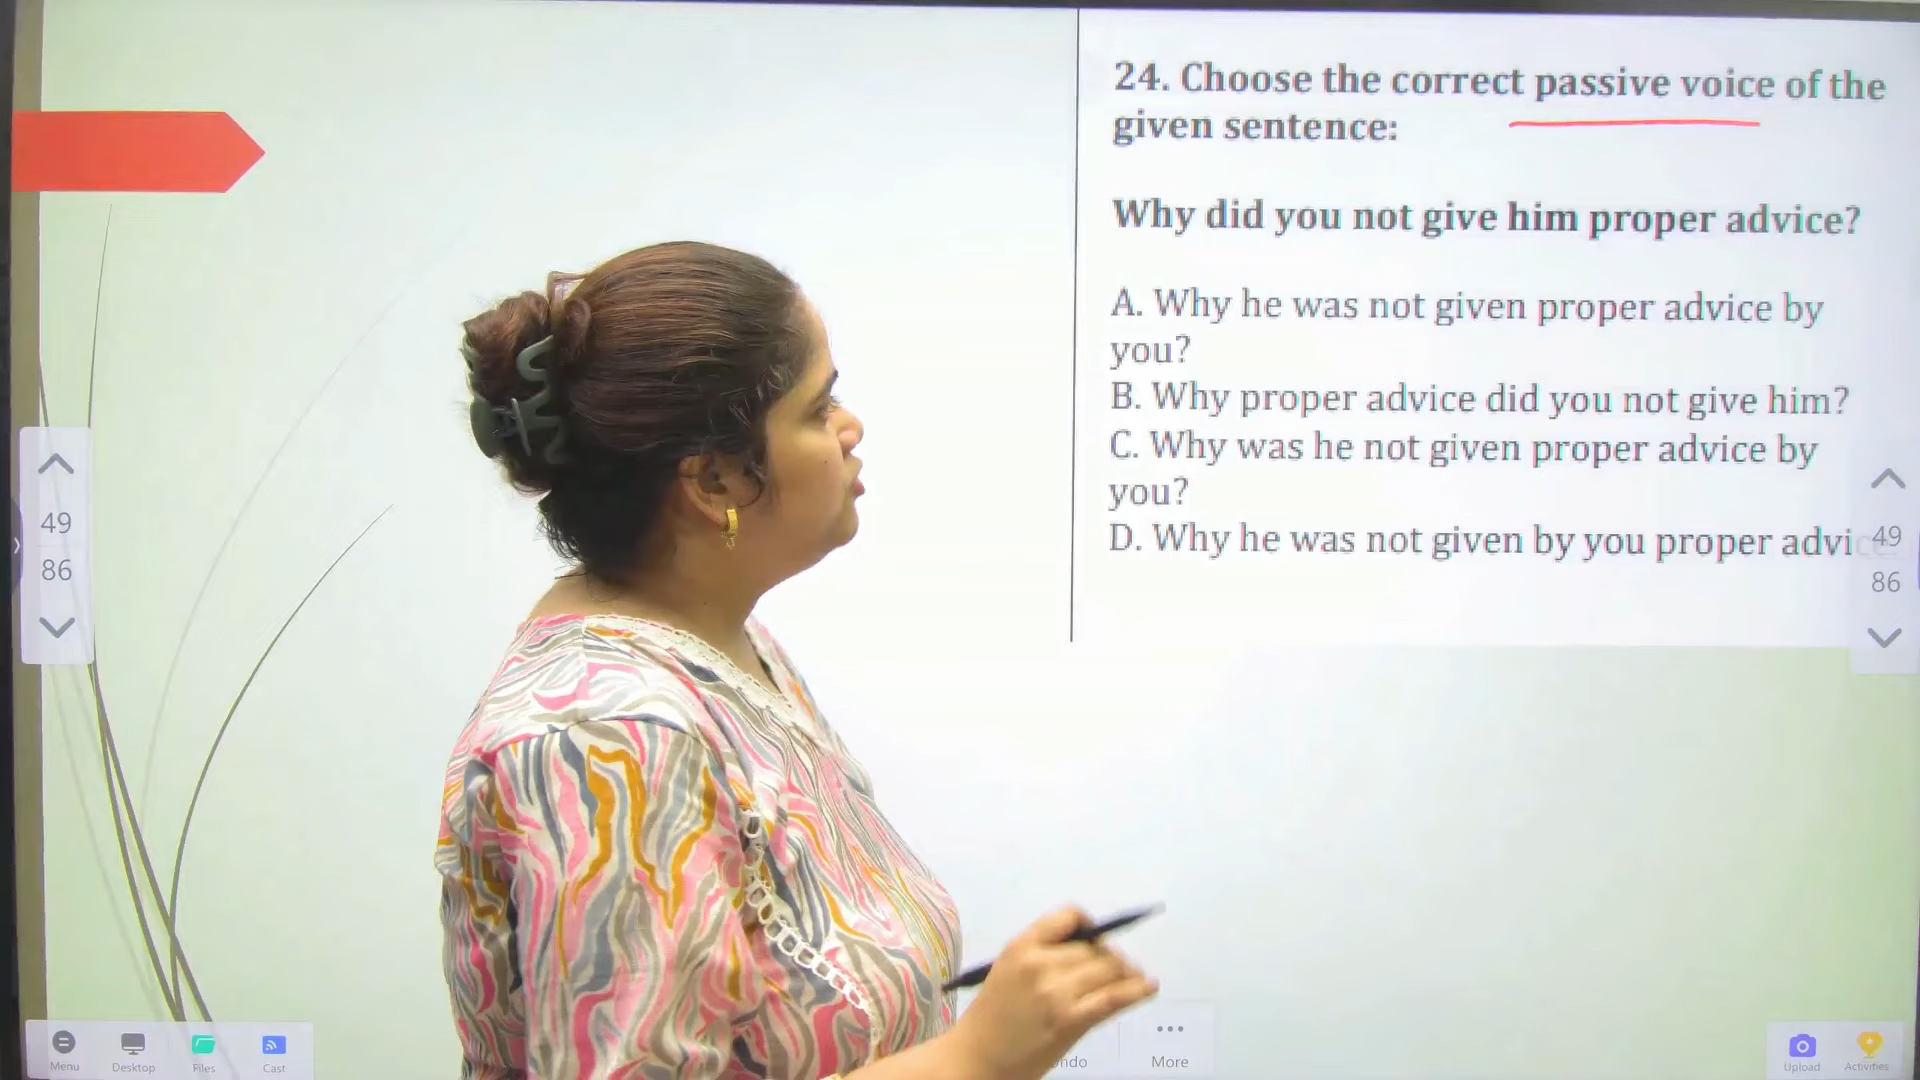 24. Choose the correct passive voice of the
given sentence:
Why did you not give him proper advice?
A. Why he was not given proper advice by
you?
B. Why proper advice did you not give him?
C. Why was he not given proper advice by
you?
D. Why he was not given by you proper advi
49
86
49
86
Menu
Desktop
Files
Cast
ndo
More
Upload
Activities